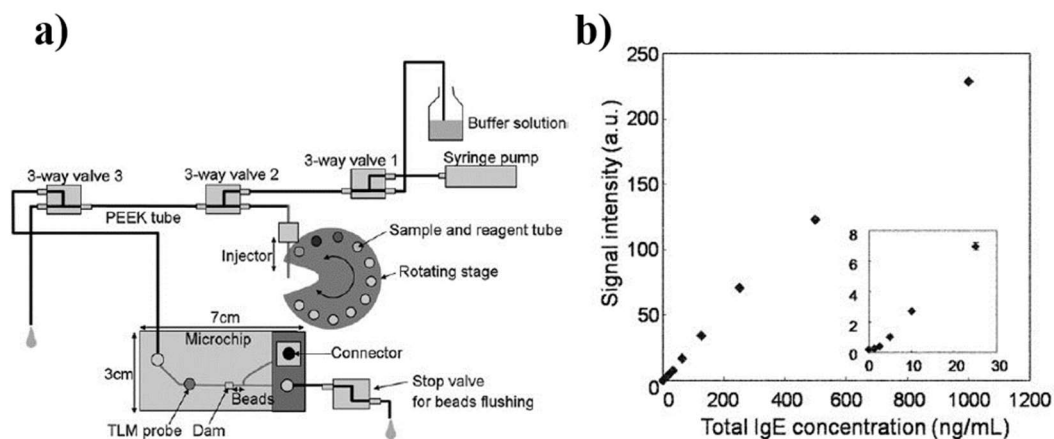 a)
Buffer solution
3-way valve 1
Syringe pump
3-way valve 3
3-way valve 2
PEEK tube
Sample and reagent tube
Injector
Rotating stage
7cm
Microchip
3cm
Connector
Beads
Stop valve
for beads flushing
TLM probe
Dam
b)
Signal intensity (a.u.)
250
200
150
100
50
0
8
6
4
2
0
0 10 20 30
0 200 400 600 800 1000 1200
Total IgE concentration (ng/mL)